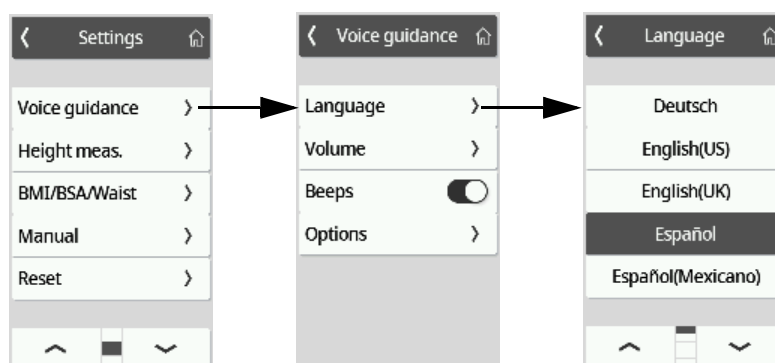 Settings
Voice guidance
Height meas.
BMI/BSA/Waist
Manual
Reset
Voice guidance
Language
Volume
Beeps
Options
Language
Deutsch
English(US)
English(UK)
Español
Español(Mexicano)